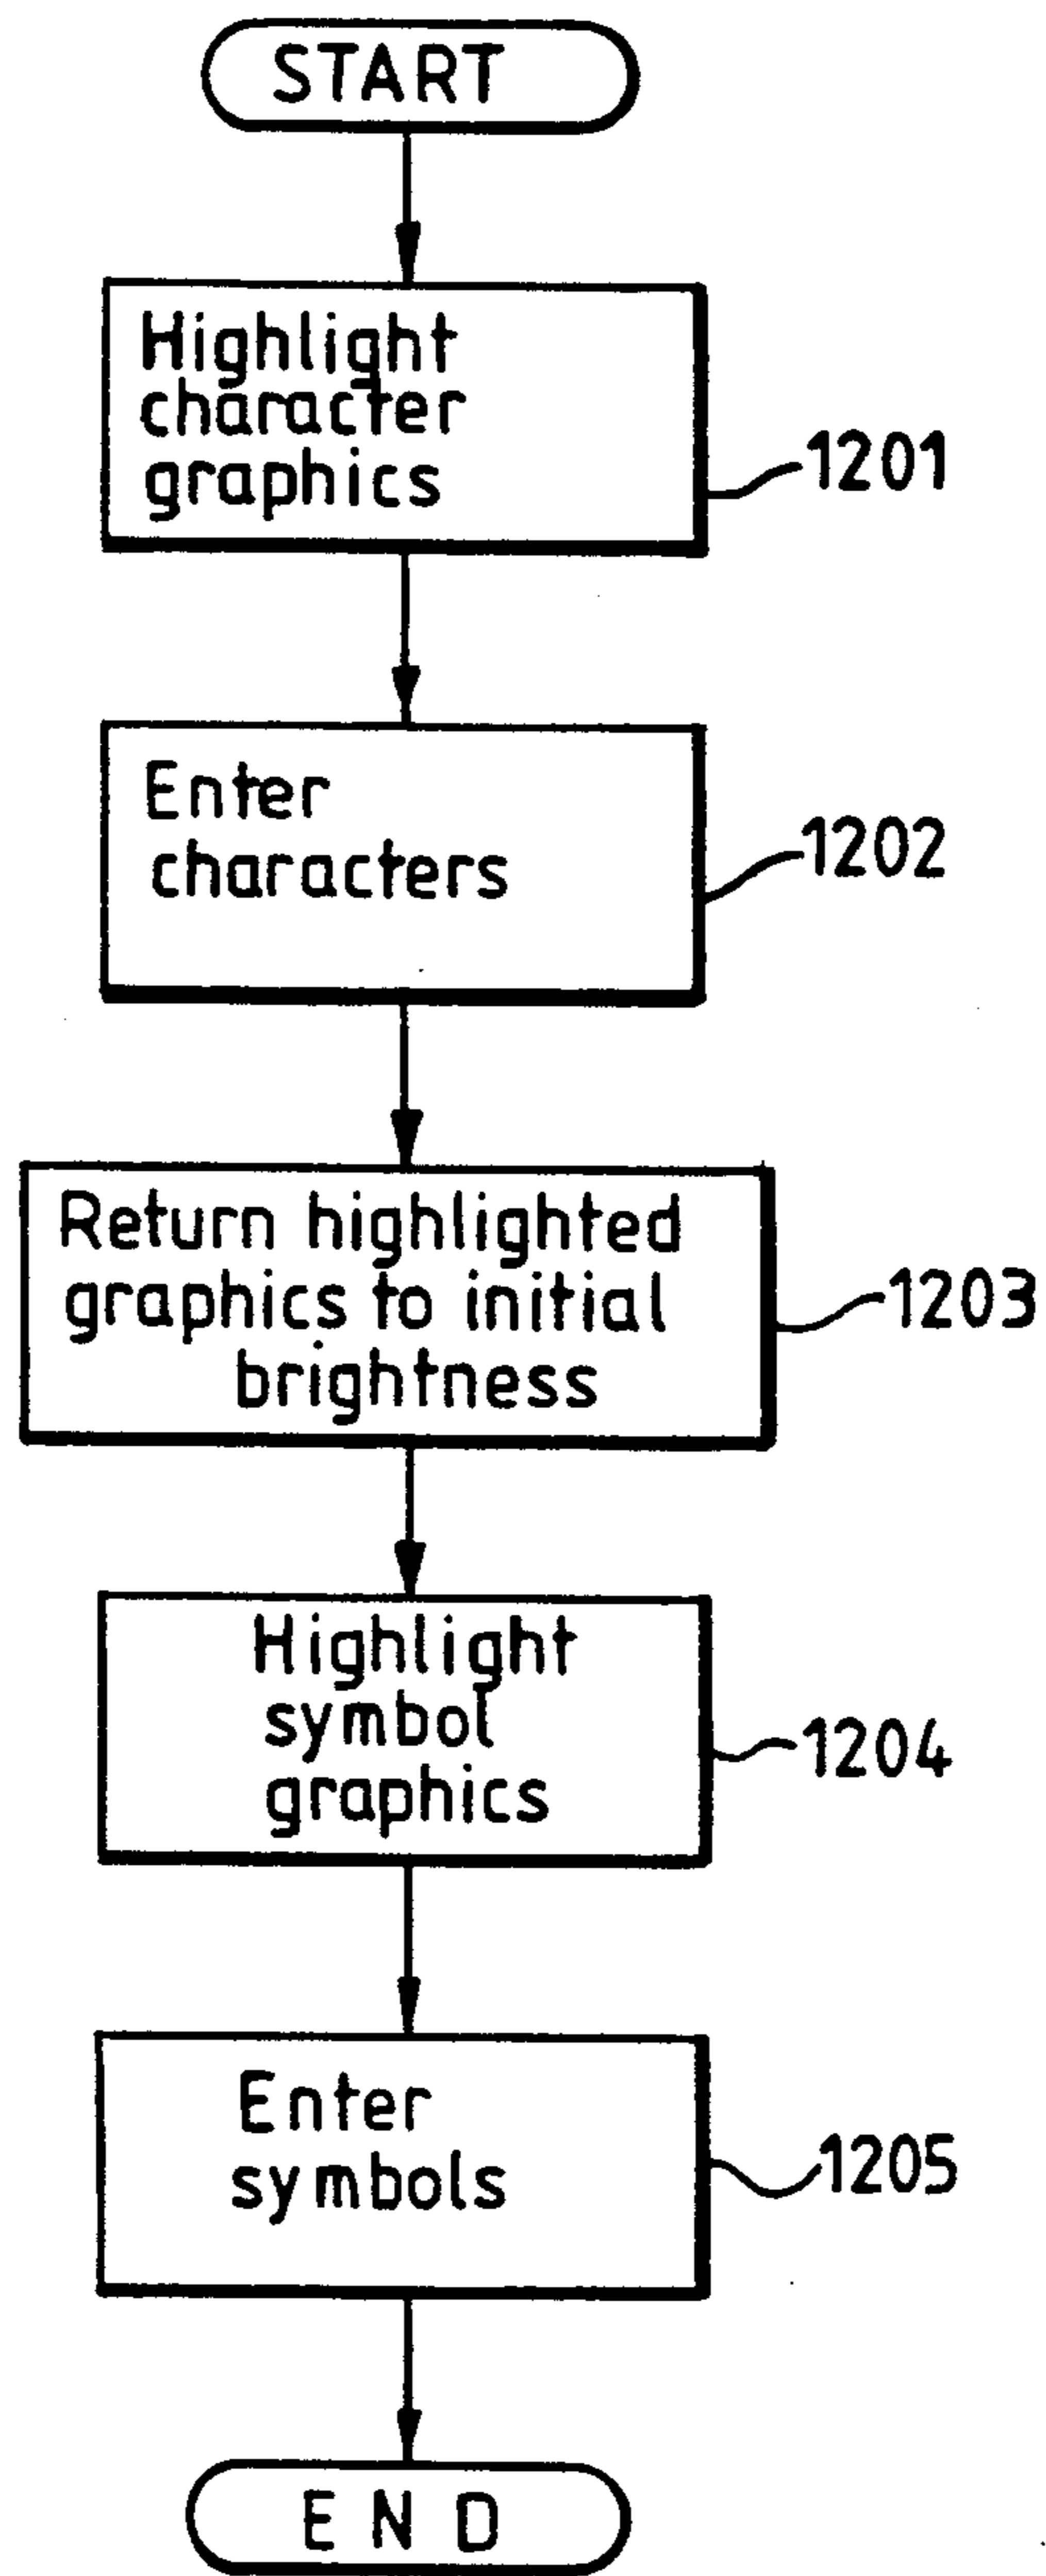 START
Highlight
character
graphics
1201
Enter
characters
1202
Return highlighted
graphics to initial
brightness
1203
Highlight
symbol
graphics
1204
Enter
symbols
1205
END